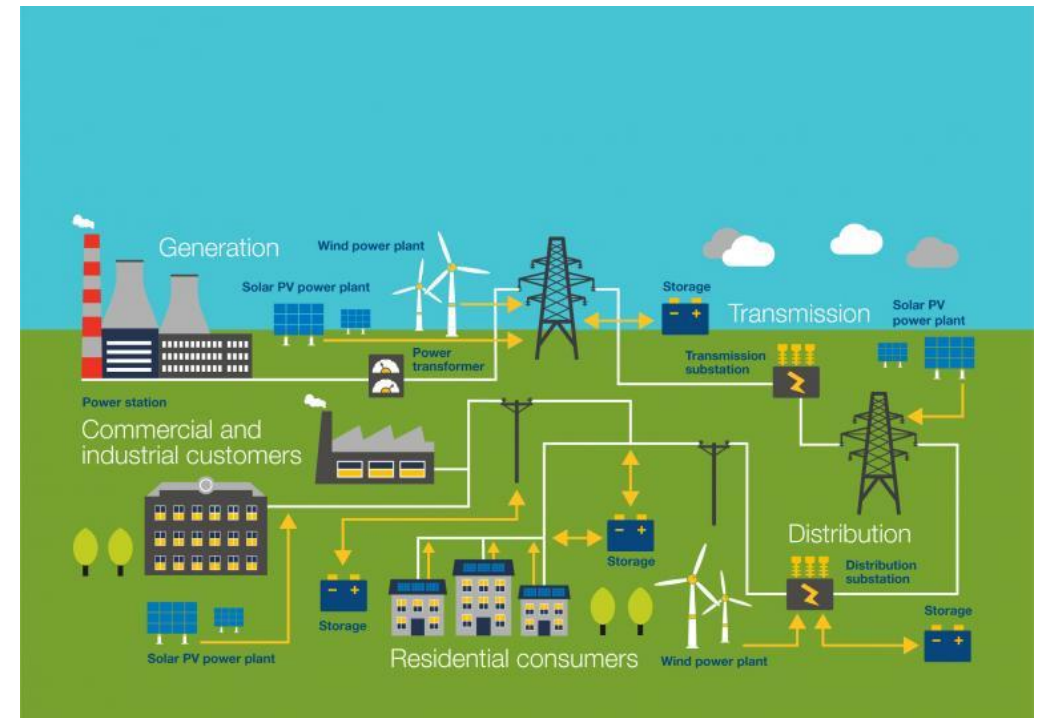 Generation
Wind power plant
Solar PV power plant
Storage
Transmission
Solar PV
power plant
Power
transformer
Transmission
substation
Power station
Commercial and
industrial customers
Distribution
Storage
Distribution
substation
Storage
Storage
Solar PV power plant
Residential consumers
Wind power plant